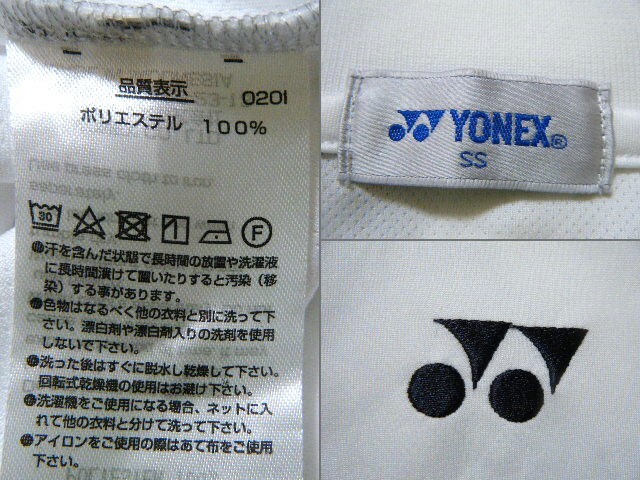 品質表示 0201
ポリエステル 100%
30
F
●汗を含んだ状態で長時間の放置や洗濯液
に長時間漬けて置いたりすると汚染（移
染）する事があります。
●色物はなるべく他の衣料と別に洗って下
さい。漂白剤や漂白剤入りの洗剤を使用
しないで下さい。
●洗った後はすぐに脱水し乾燥して下さい。
回転式乾燥機の使用はお避け下さい。
●洗濯機をご使用になる場合、ネットに入
れて他の衣料と分けて洗って下さい。
●アイロンをご使用の際はあて布をご使用
下さい。
YONEX®
SS